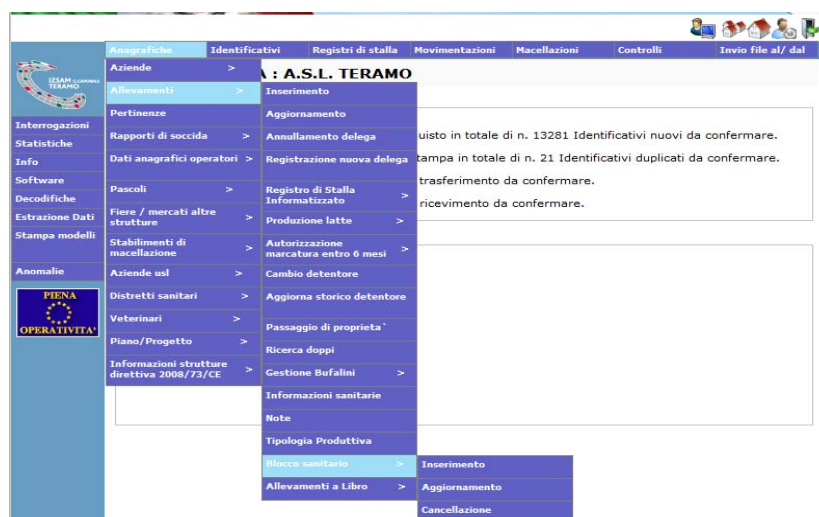 Anagrafiche Identificativi Registri di stalla Movimentazioni Macellazioni Controlli Invio file al/ dal
IZSAM G.CAPORALE
TERAMO
Interrogazioni
Statistiche
Info
Software
Decodifiche
Estrazione Dati
Stampa modelli
Anomalie
PIENA
OPERATIVITA'
: A.S.L. TERAMO
Aziende >
Allevamenti >
Pertinenze
Rapporti di soccida >
Dati anagrafici operatori >
Pascoli >
Fiere / mercati altre
strutture >
Stabilimenti di
macellazione >
Aziende usl >
Distretti sanitari >
Veterinari >
Piano/Progetto >
Informazioni strutture
direttiva 2008/73/CE >
Inserimento
Aggiornamento
Annullamento delega
Registrazione nuova delega
Registro di Stalla
Informatizzato >
Produzione latte >
Autorizzazione
marcatura entro 6 mesi >
Cambio detentore
Aggiorna storico detentore
Passaggio di proprieta`
Ricerca doppi
Gestione Bufalini >
Informazioni sanitarie
Note
Tipologia Produttiva
Blocco sanitario >
Allevamenti a Libro >
Inserimento
Aggiornamento
Cancellazione
uisto in totale di n. 13281 Identificativi nuovi da confermare.
tampa in totale di n. 21 Identificativi duplicati da confermare.
trasferimento da confermare.
ricevimento da confermare.